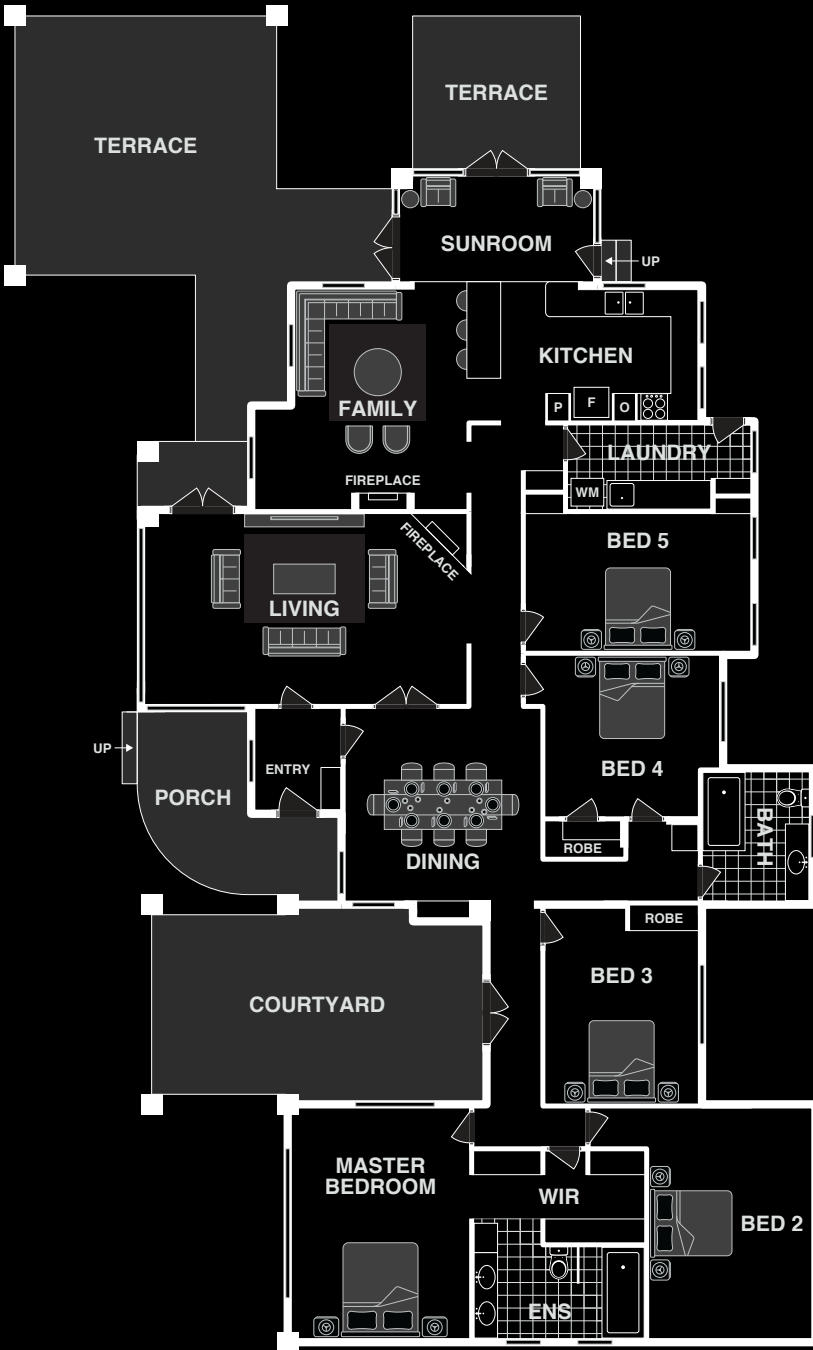 TERRACE
TERRACE
SUNROOM
UP
KITCHEN
FAMILY
P
F
O
FIREPLACE
LAUNDRY
WM
FIREPLACE
BED 5
LIVING
UP
ENTRY
BED 4
PORCH
BATH
DINING
ROBE
ROBE
BED 3
COURTYARD
MASTER
BEDROOM
WIR
BED 2
ENS